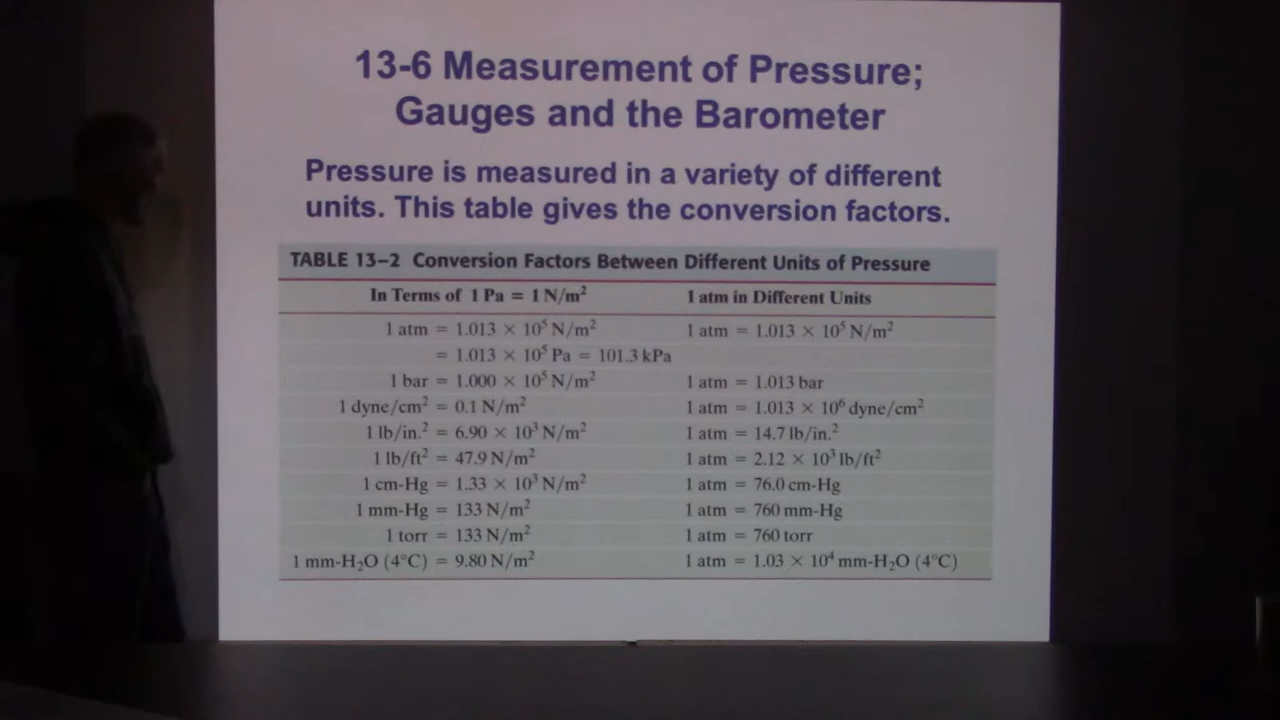 13-6 Measurement of Pressure;
Gauges and the Barometer
Pressure is measured in a variety of different
units. This table gives the conversion factors.
TABLE 13–2 Conversion Factors Between Different Units of Pressure
In Terms of 1 Pa = 1 N/m² 1 atm in Different Units
1 atm = 1.013 × 10⁵ N/m² 1 atm = 1.013 × 10⁵ N/m²
= 1.013 × 10⁵ Pa = 101.3 kPa
1 bar = 1.000 × 10⁵ N/m² 1 atm = 1.013 bar
1 dyne/cm² = 0.1 N/m² 1 atm = 1.013 × 10⁶ dyne/cm²
1 lb/in.² = 6.90 × 10³ N/m² 1 atm = 14.7 lb/in.²
1 lb/ft² = 47.9 N/m² 1 atm = 2.12 × 10³ lb/ft²
1 cm-Hg = 1.33 × 10³ N/m² 1 atm = 76.0 cm-Hg
1 mm-Hg = 133 N/m² 1 atm = 760 mm-Hg
1 torr = 133 N/m² 1 atm = 760 torr
1 mm-H₂O (4°C) = 9.80 N/m² 1 atm = 1.03 × 10⁴ mm-H₂O (4°C)